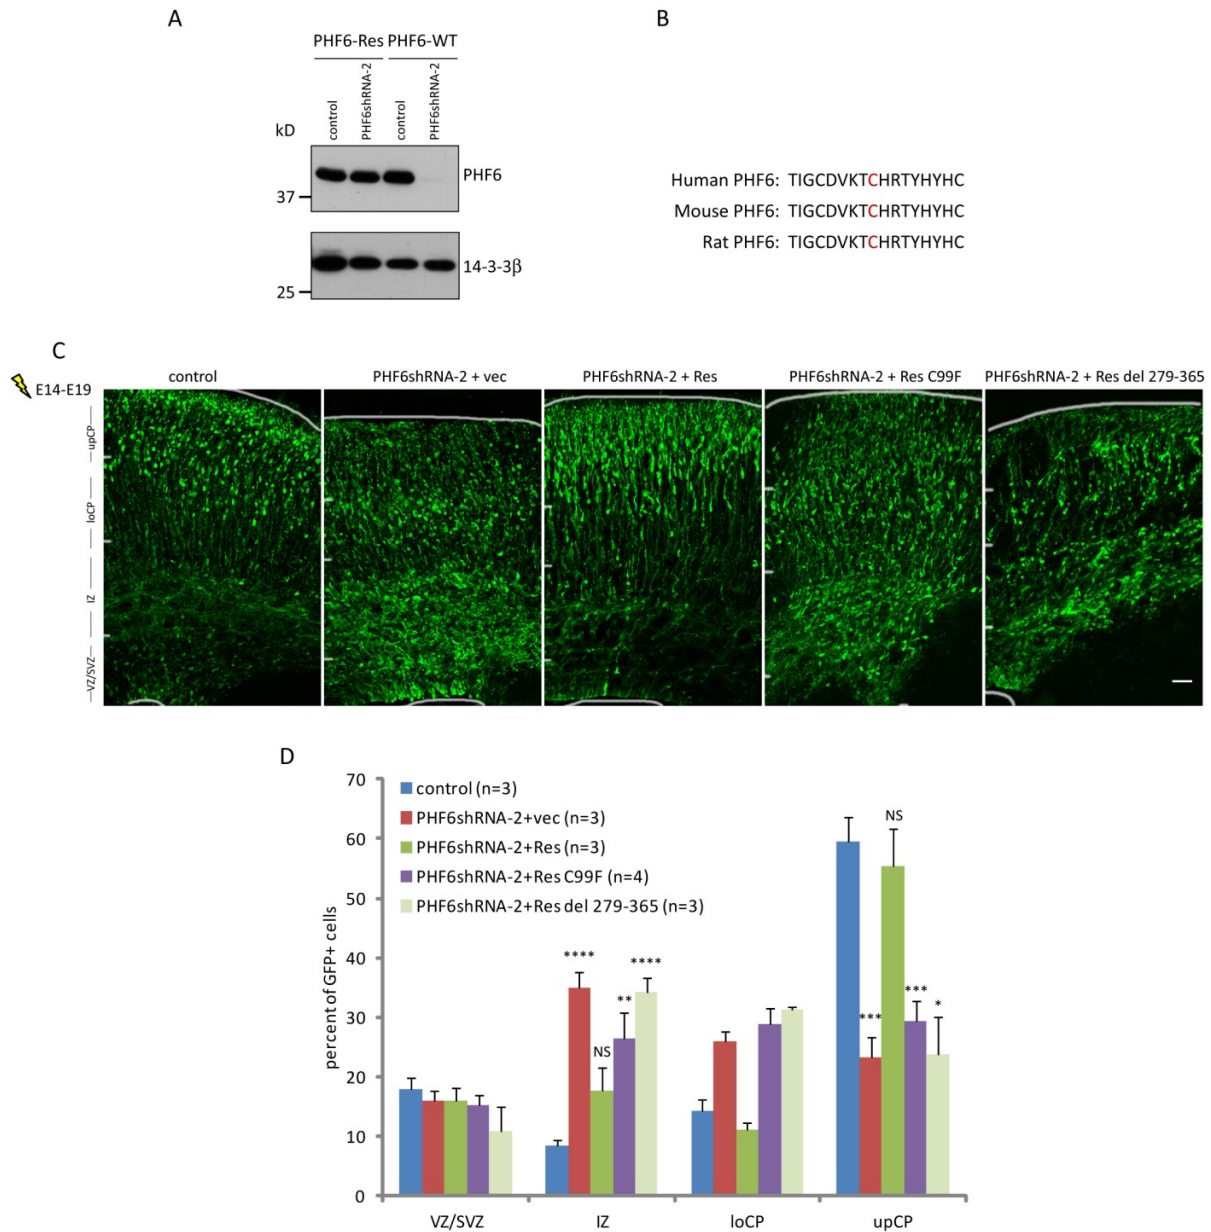 A
PHF6-Res PHF6-WT
control
PHF6shRNA-2
control
PHF6shRNA-2
kD
PHF6
37
14-3-3β
25
B
Human PHF6: TIGCDVKTCHRTYHYHC
Mouse PHF6: TIGCDVKTCHRTYHYHC
Rat PHF6: TIGCDVKTCHRTYHYHC
C
E14-E19
control
PHF6shRNA-2 + vec
PHF6shRNA-2 + Res
PHF6shRNA-2 + Res C99F
PHF6shRNA-2 + Res del 279-365
upCP
loCP
IZ
VZ/SVZ
D
percent of GFP+ cells
70
60
50
40
30
20
10
0
control (n=3)
PHF6shRNA-2+vec (n=3)
PHF6shRNA-2+Res (n=3)
PHF6shRNA-2+Res C99F (n=4)
PHF6shRNA-2+Res del 279-365 (n=3)
****
NS
**
****
***
NS
***
*
VZ/SVZ
IZ
loCP
upCP